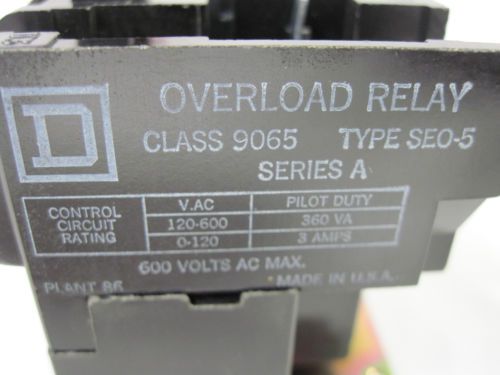 D
OVERLOAD RELAY
CLASS 9065 TYPE SEO-5
SERIES A
CONTROL CIRCUIT RATING
V.AC PILOT DUTY
120-600 360 VA
0-120 3 AMPS
600 VOLTS AC MAX.
PLANT 86 MADE IN U.S.A.